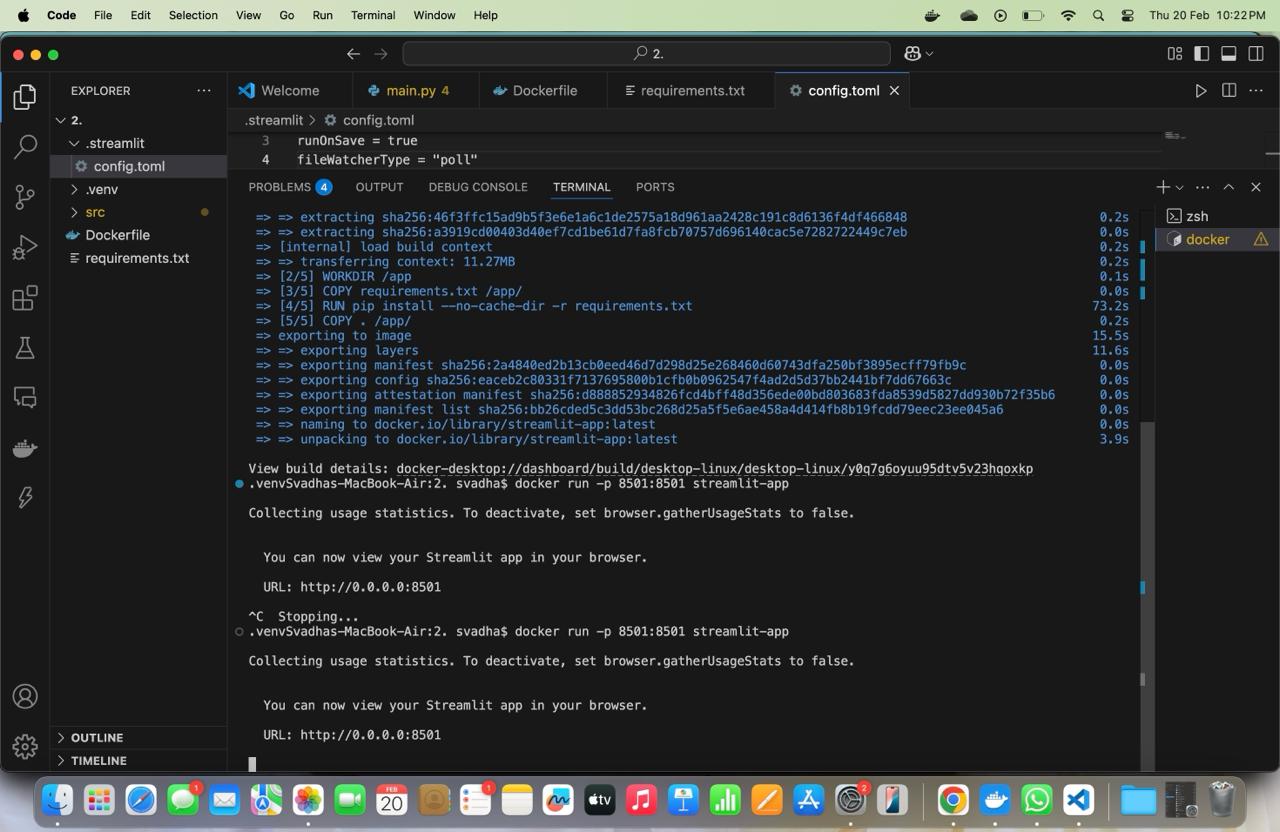 Code File Edit Selection View Go Run Terminal Window Help Thu 20 Feb 10:22 PM
2.
EXPLORER
Welcome main.py 4 Dockerfile requirements.txt config.toml
2.
.streamlit
config.toml
.venv
src
Dockerfile
requirements.txt
.streamlit > config.toml
3 runOnSave = true
4 fileWatcherType = "poll"
PROBLEMS 4 OUTPUT DEBUG CONSOLE TERMINAL PORTS
zsh
docker
=> => extracting sha256:46f3ffc15ad9b5f3e6e1a6c1de2575a18d961aa2428c191c8d6136f4df466848 0.2s
=> => extracting sha256:a3919cd00403d40ef7cd1be61d7fa8fcb70757d696140cac5e7282722449c7eb 0.0s
=> [internal] load build context 0.2s
=> => transferring context: 11.27MB 0.2s
=> [2/5] WORKDIR /app 0.1s
=> [3/5] COPY requirements.txt /app/ 0.0s
=> [4/5] RUN pip install --no-cache-dir -r requirements.txt 73.2s
=> [5/5] COPY . /app/ 0.2s
=> exporting to image 15.5s
=> => exporting layers 11.6s
=> => exporting manifest sha256:2a4840ed2b13cb0eed46d7d298d25e268460d60743dfa250bf3895ecff79fb9c 0.0s
=> => exporting config sha256:eaceb2c80331f7137695800b1cfb0b0962547f4ad2d5d37bb2441bf7dd67663c 0.0s
=> => exporting attestation manifest sha256:d888852934826fcd4bff48d356ede00bd803683fda8539d5827dd930b72f35b6 0.0s
=> => exporting manifest list sha256:bb26cded5c3dd53bc268d25a5f5e6ae458a4d414fb8b19fcdd79eec23ee045a6 0.0s
=> => naming to docker.io/library/streamlit-app:latest 0.0s
=> => unpacking to docker.io/library/streamlit-app:latest 3.9s
View build details: docker-desktop://dashboard/build/desktop-linux/desktop-linux/y0q7g6oyuu95dtv5v23hqoxkp
.venvSvadhas-MacBook-Air:2. svadha$ docker run -p 8501:8501 streamlit-app
Collecting usage statistics. To deactivate, set browser.gatherUsageStats to false.
You can now view your Streamlit app in your browser.
URL: http://0.0.0.0:8501
^C Stopping...
.venvSvadhas-MacBook-Air:2. svadha$ docker run -p 8501:8501 streamlit-app
Collecting usage statistics. To deactivate, set browser.gatherUsageStats to false.
You can now view your Streamlit app in your browser.
URL: http://0.0.0.0:8501
OUTLINE
TIMELINE
1
FEB
20
1
tv
2